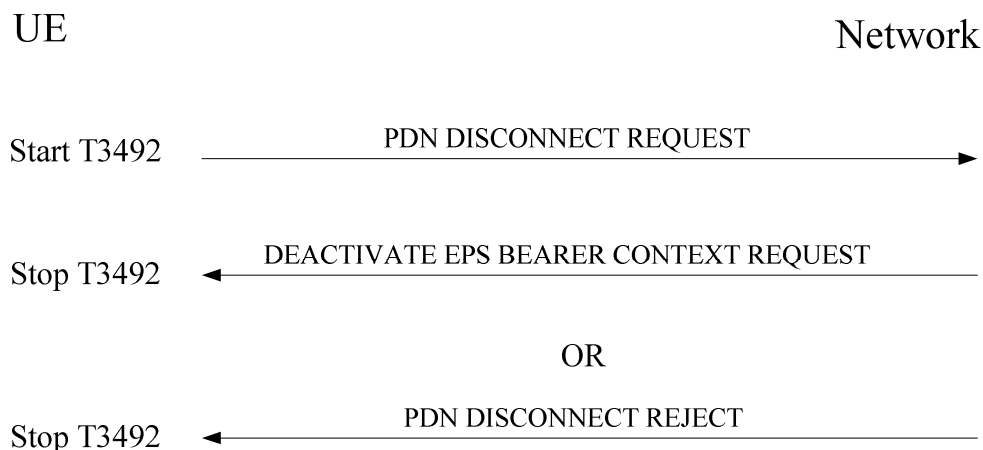 UE
Network
Start T3492
PDN DISCONNECT REQUEST
DEACTIVATE EPS BEARER CONTEXT REQUEST
Stop T3492
OR
PDN DISCONNECT REJECT
Stop T3492